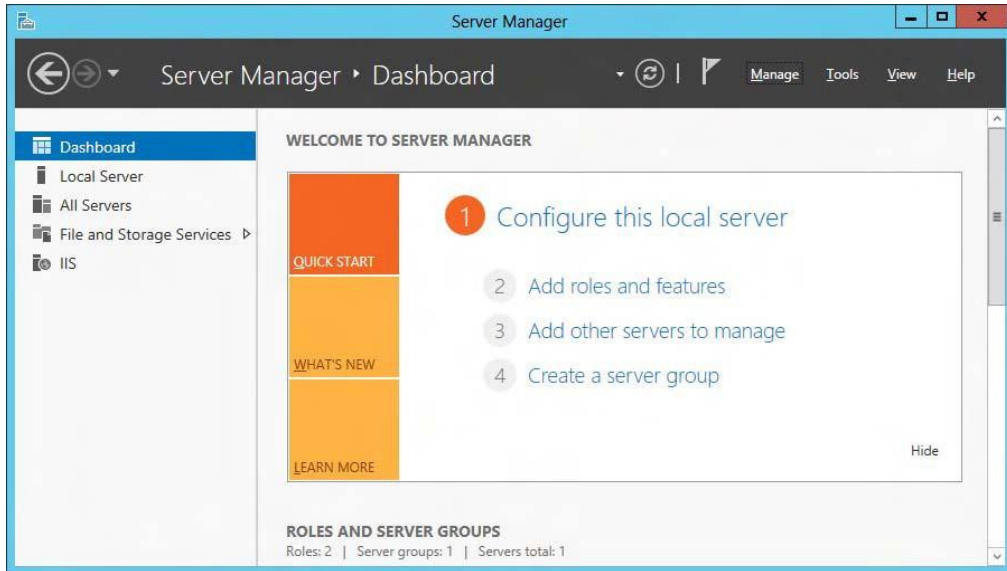 Server Manager
Server Manager ‣ Dashboard
Manage Tools View Help
Dashboard
Local Server
All Servers
File and Storage Services
IIS
WELCOME TO SERVER MANAGER
QUICK START
WHAT'S NEW
LEARN MORE
1 Configure this local server
2 Add roles and features
3 Add other servers to manage
4 Create a server group
Hide
ROLES AND SERVER GROUPS
Roles: 2 | Server groups: 1 | Servers total: 1